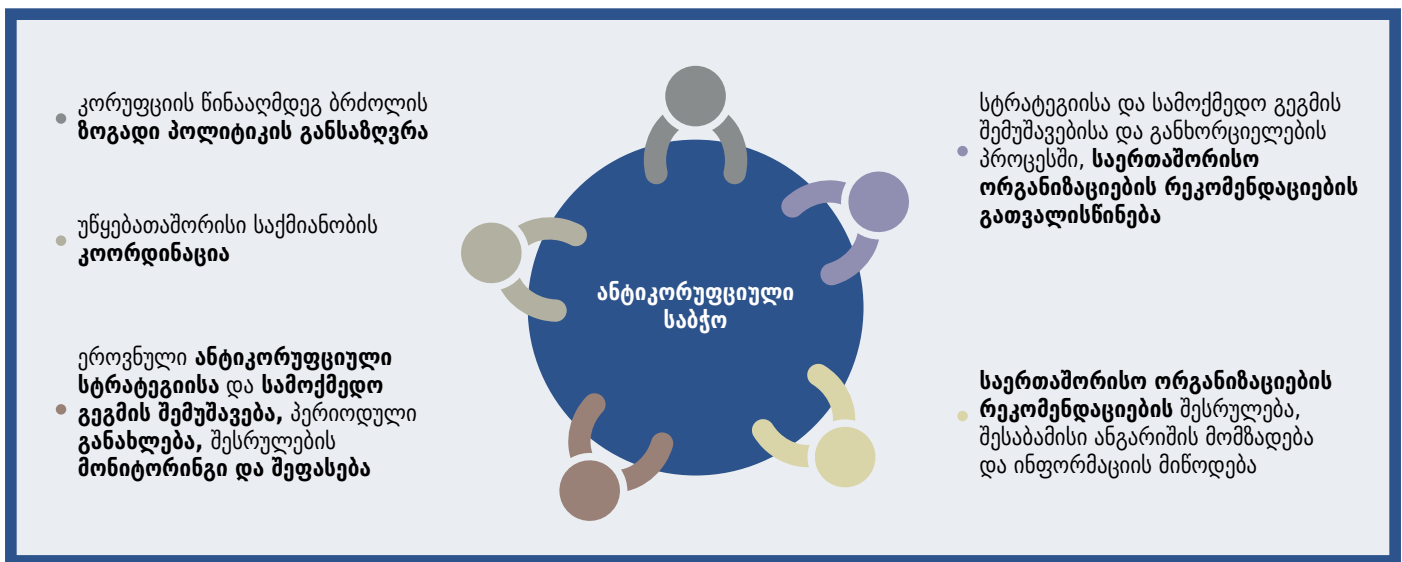 კორუფციის წინააღმდეგ ბრძოლის
ზოგადი პოლიტიკის განსაზღვრა
უწყებათაშორისი საქმიანობის
კოორდინაცია
ეროვნული ანტიკორუფციული
სტრატეგიისა და სამოქმედო
გეგმის შემუშავება, პერიოდული
განახლება, შესრულების
მონიტორინგი და შეფასება
ანტიკორუფციული
საბჭო
სტრატეგიისა და სამოქმედო გეგმის
შემუშავებისა და განხორციელების
პროცესში, საერთაშორისო
ორგანიზაციების რეკომენდაციების
გათვალისწინება
საერთაშორისო ორგანიზაციების
რეკომენდაციების შესრულება,
შესაბამისი ანგარიშის მომზადება
და ინფორმაციის მიწოდება